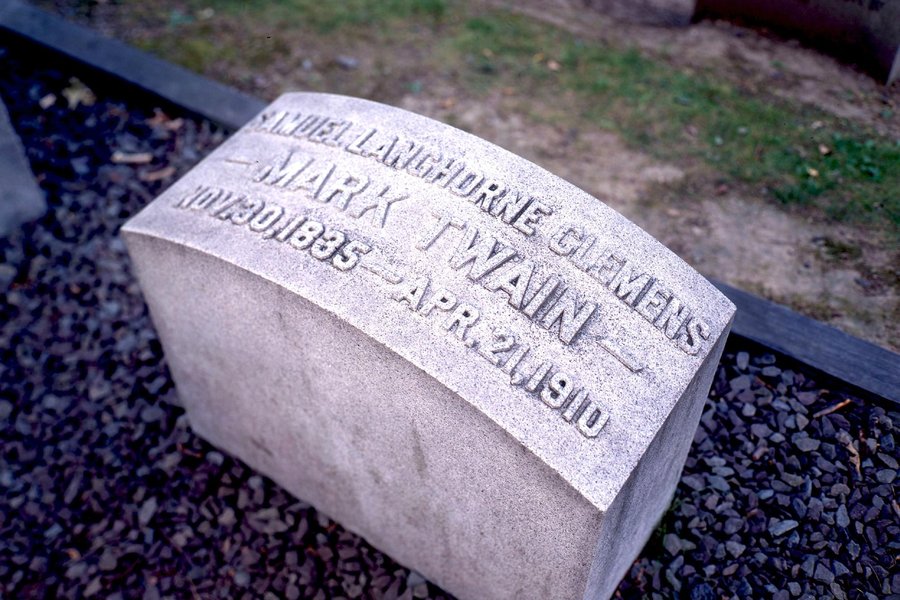 SAMUEL LANGHORNE CLEMENS
— MARK TWAIN —
NOV. 30, 1835 — APR. 21, 1910